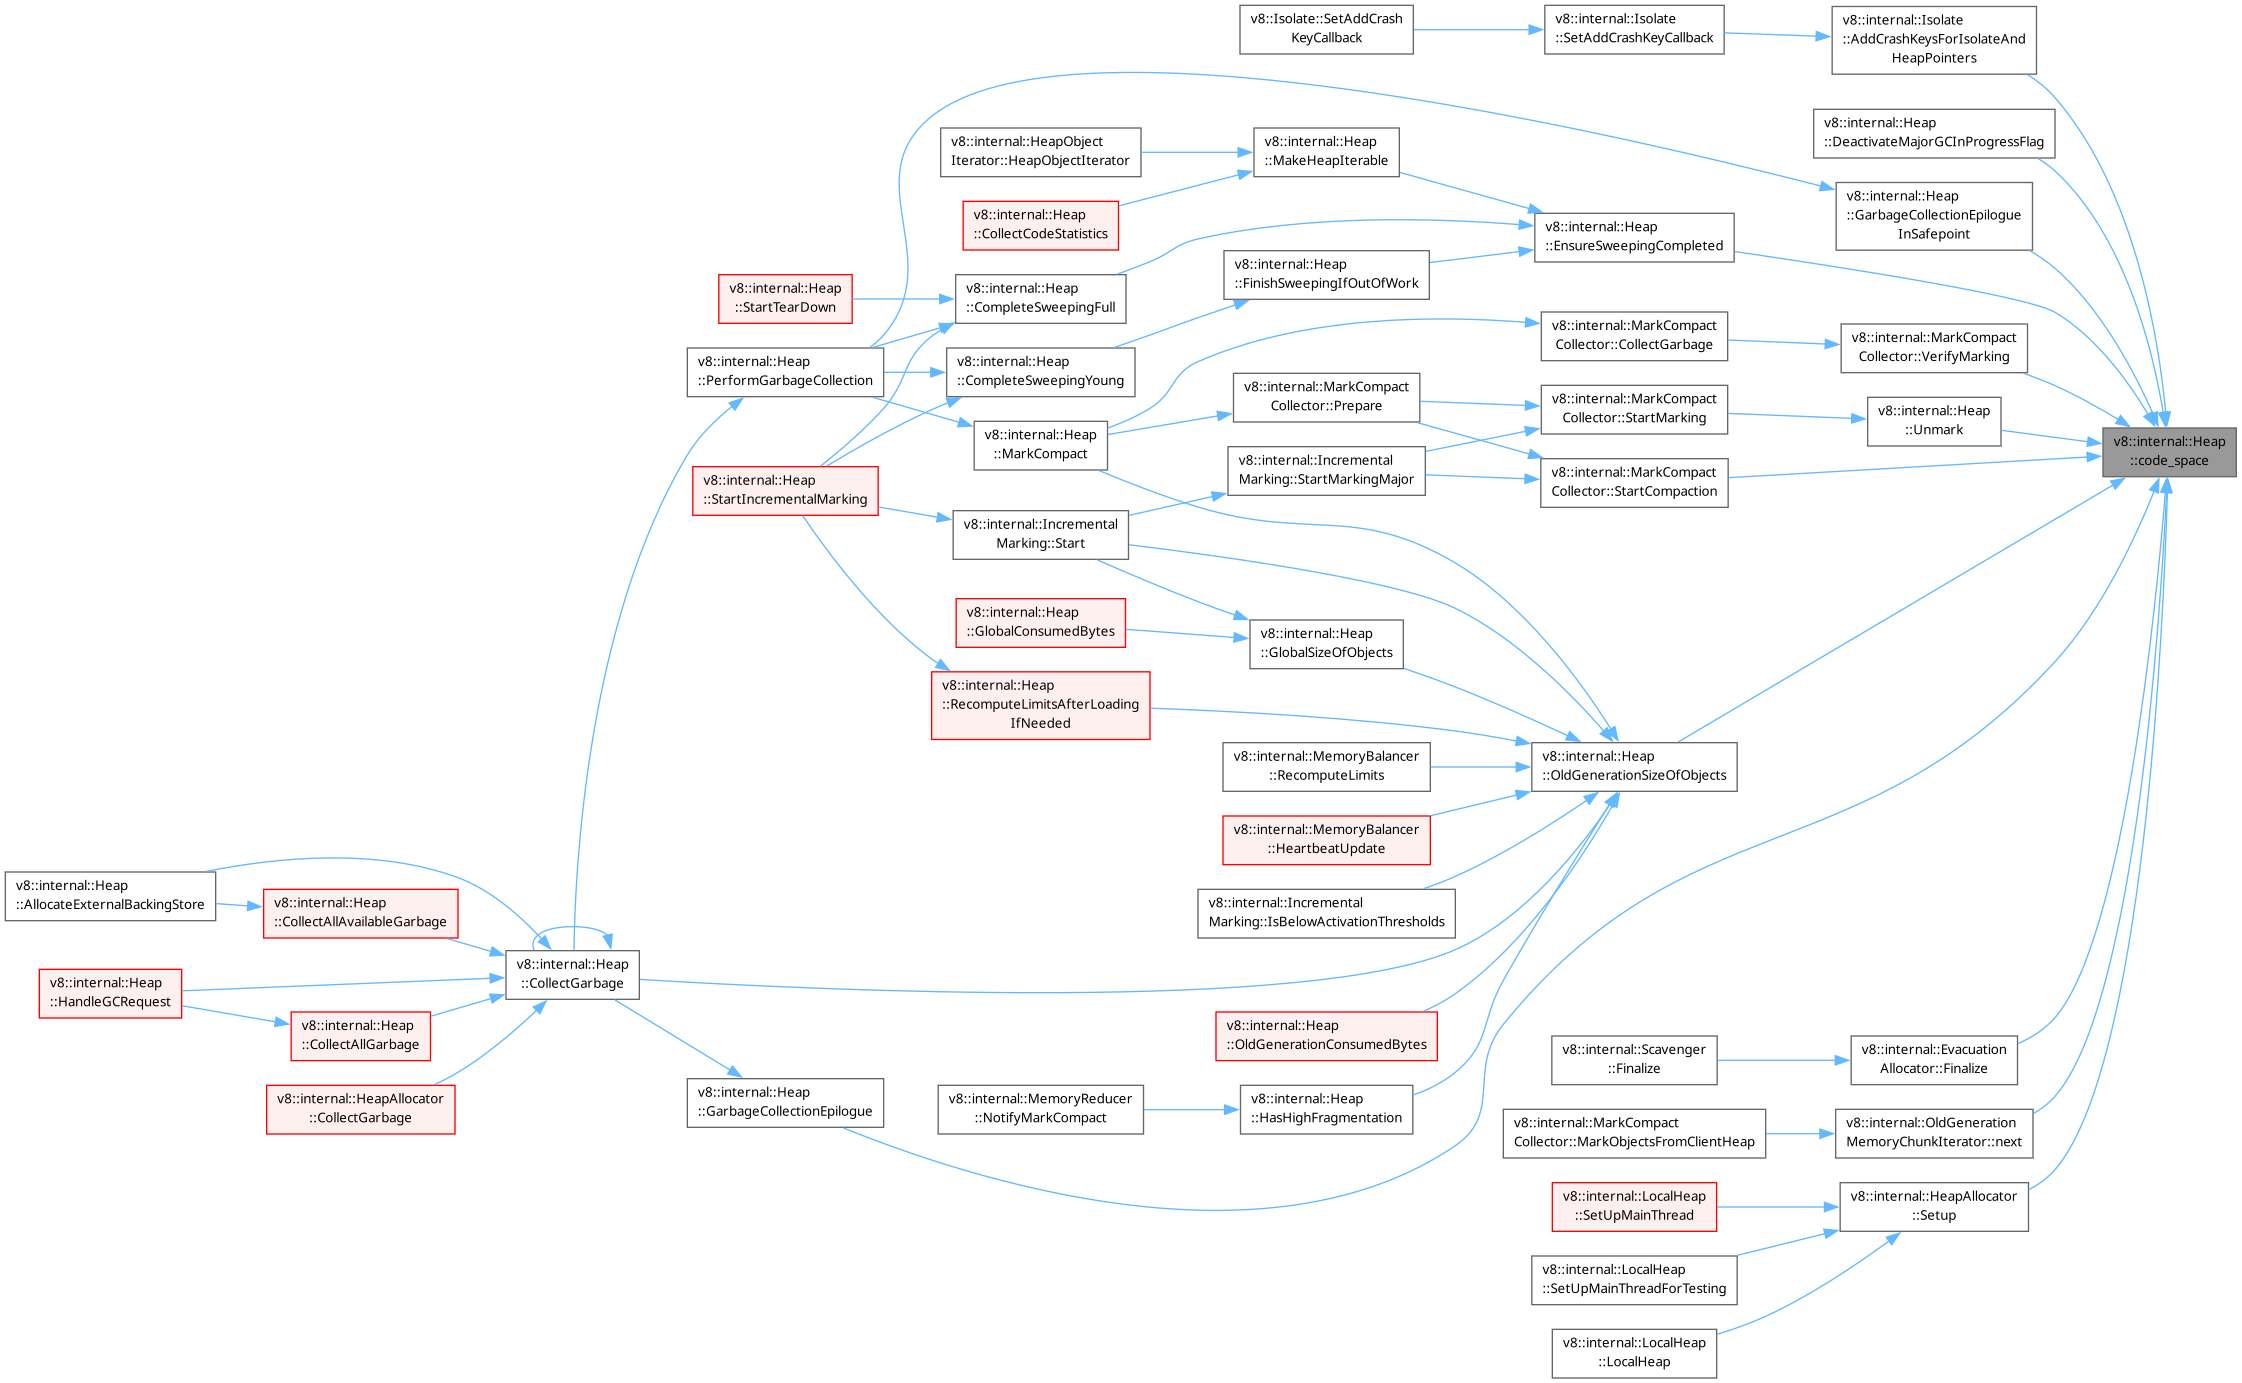 v8::Isolate::SetAddCrash
KeyCallback
v8::internal::Isolate
::SetAddCrashKeyCallback
v8::internal::Isolate
::AddCrashKeysForIsolateAnd
HeapPointers
v8::internal::Heap
::DeactivateMajorGCInProgressFlag
v8::internal::HeapObject
Iterator::HeapObjectIterator
v8::internal::Heap
::MakeHeapIterable
v8::internal::Heap
::GarbageCollectionEpilogue
InSafepoint
v8::internal::Heap
::CollectCodeStatistics
v8::internal::Heap
::EnsureSweepingCompleted
v8::internal::Heap
::FinishSweepingIfOutOfWork
v8::internal::Heap
::StartTearDown
v8::internal::Heap
::CompleteSweepingFull
v8::internal::MarkCompact
Collector::CollectGarbage
v8::internal::MarkCompact
Collector::VerifyMarking
v8::internal::Heap
::PerformGarbageCollection
v8::internal::Heap
::CompleteSweepingYoung
v8::internal::MarkCompact
Collector::Prepare
v8::internal::MarkCompact
Collector::StartMarking
v8::internal::Heap
::Unmark
v8::internal::Heap
::MarkCompact
v8::internal::Heap
::code_space
v8::internal::Heap
::StartIncrementalMarking
v8::internal::Incremental
Marking::StartMarkingMajor
v8::internal::MarkCompact
Collector::StartCompaction
v8::internal::Incremental
Marking::Start
v8::internal::Heap
::GlobalConsumedBytes
v8::internal::Heap
::GlobalSizeOfObjects
v8::internal::Heap
::RecomputeLimitsAfterLoading
IfNeeded
v8::internal::MemoryBalancer
::RecomputeLimits
v8::internal::Heap
::OldGenerationSizeOfObjects
v8::internal::MemoryBalancer
::HeartbeatUpdate
v8::internal::Heap
::AllocateExternalBackingStore
v8::internal::Heap
::CollectAllAvailableGarbage
v8::internal::Incremental
Marking::IsBelowActivationThresholds
v8::internal::Heap
::CollectGarbage
v8::internal::Heap
::HandleGCRequest
v8::internal::Heap
::CollectAllGarbage
v8::internal::Heap
::OldGenerationConsumedBytes
v8::internal::Scavenger
::Finalize
v8::internal::Evacuation
Allocator::Finalize
v8::internal::HeapAllocator
::CollectGarbage
v8::internal::Heap
::GarbageCollectionEpilogue
v8::internal::MemoryReducer
::NotifyMarkCompact
v8::internal::Heap
::HasHighFragmentation
v8::internal::MarkCompact
Collector::MarkObjectsFromClientHeap
v8::internal::OldGeneration
MemoryChunkIterator::next
v8::internal::LocalHeap
::SetUpMainThread
v8::internal::HeapAllocator
::Setup
v8::internal::LocalHeap
::SetUpMainThreadForTesting
v8::internal::LocalHeap
::LocalHeap